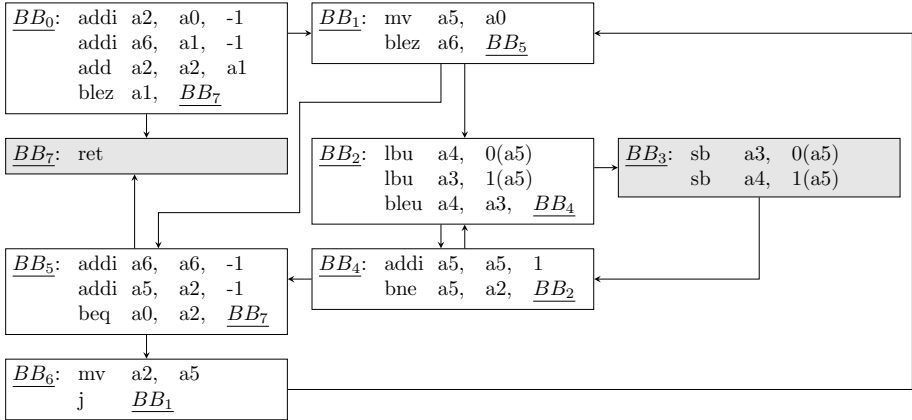 BB0: addi a2, a0, -1
addi a6, a1, -1
add a2, a2, a1
blez a1, BB7
BB1: mv a5, a0
blez a6, BB5
BB7: ret
BB2: lbu a4, 0(a5)
lbu a3, 1(a5)
bleu a4, a3, BB4
BB3: sb a3, 0(a5)
sb a4, 1(a5)
BB5: addi a6, a6, -1
addi a5, a2, -1
beq a0, a2, BB7
BB4: addi a5, a5, 1
bne a5, a2, BB2
BB6: mv a2, a5
j BB1